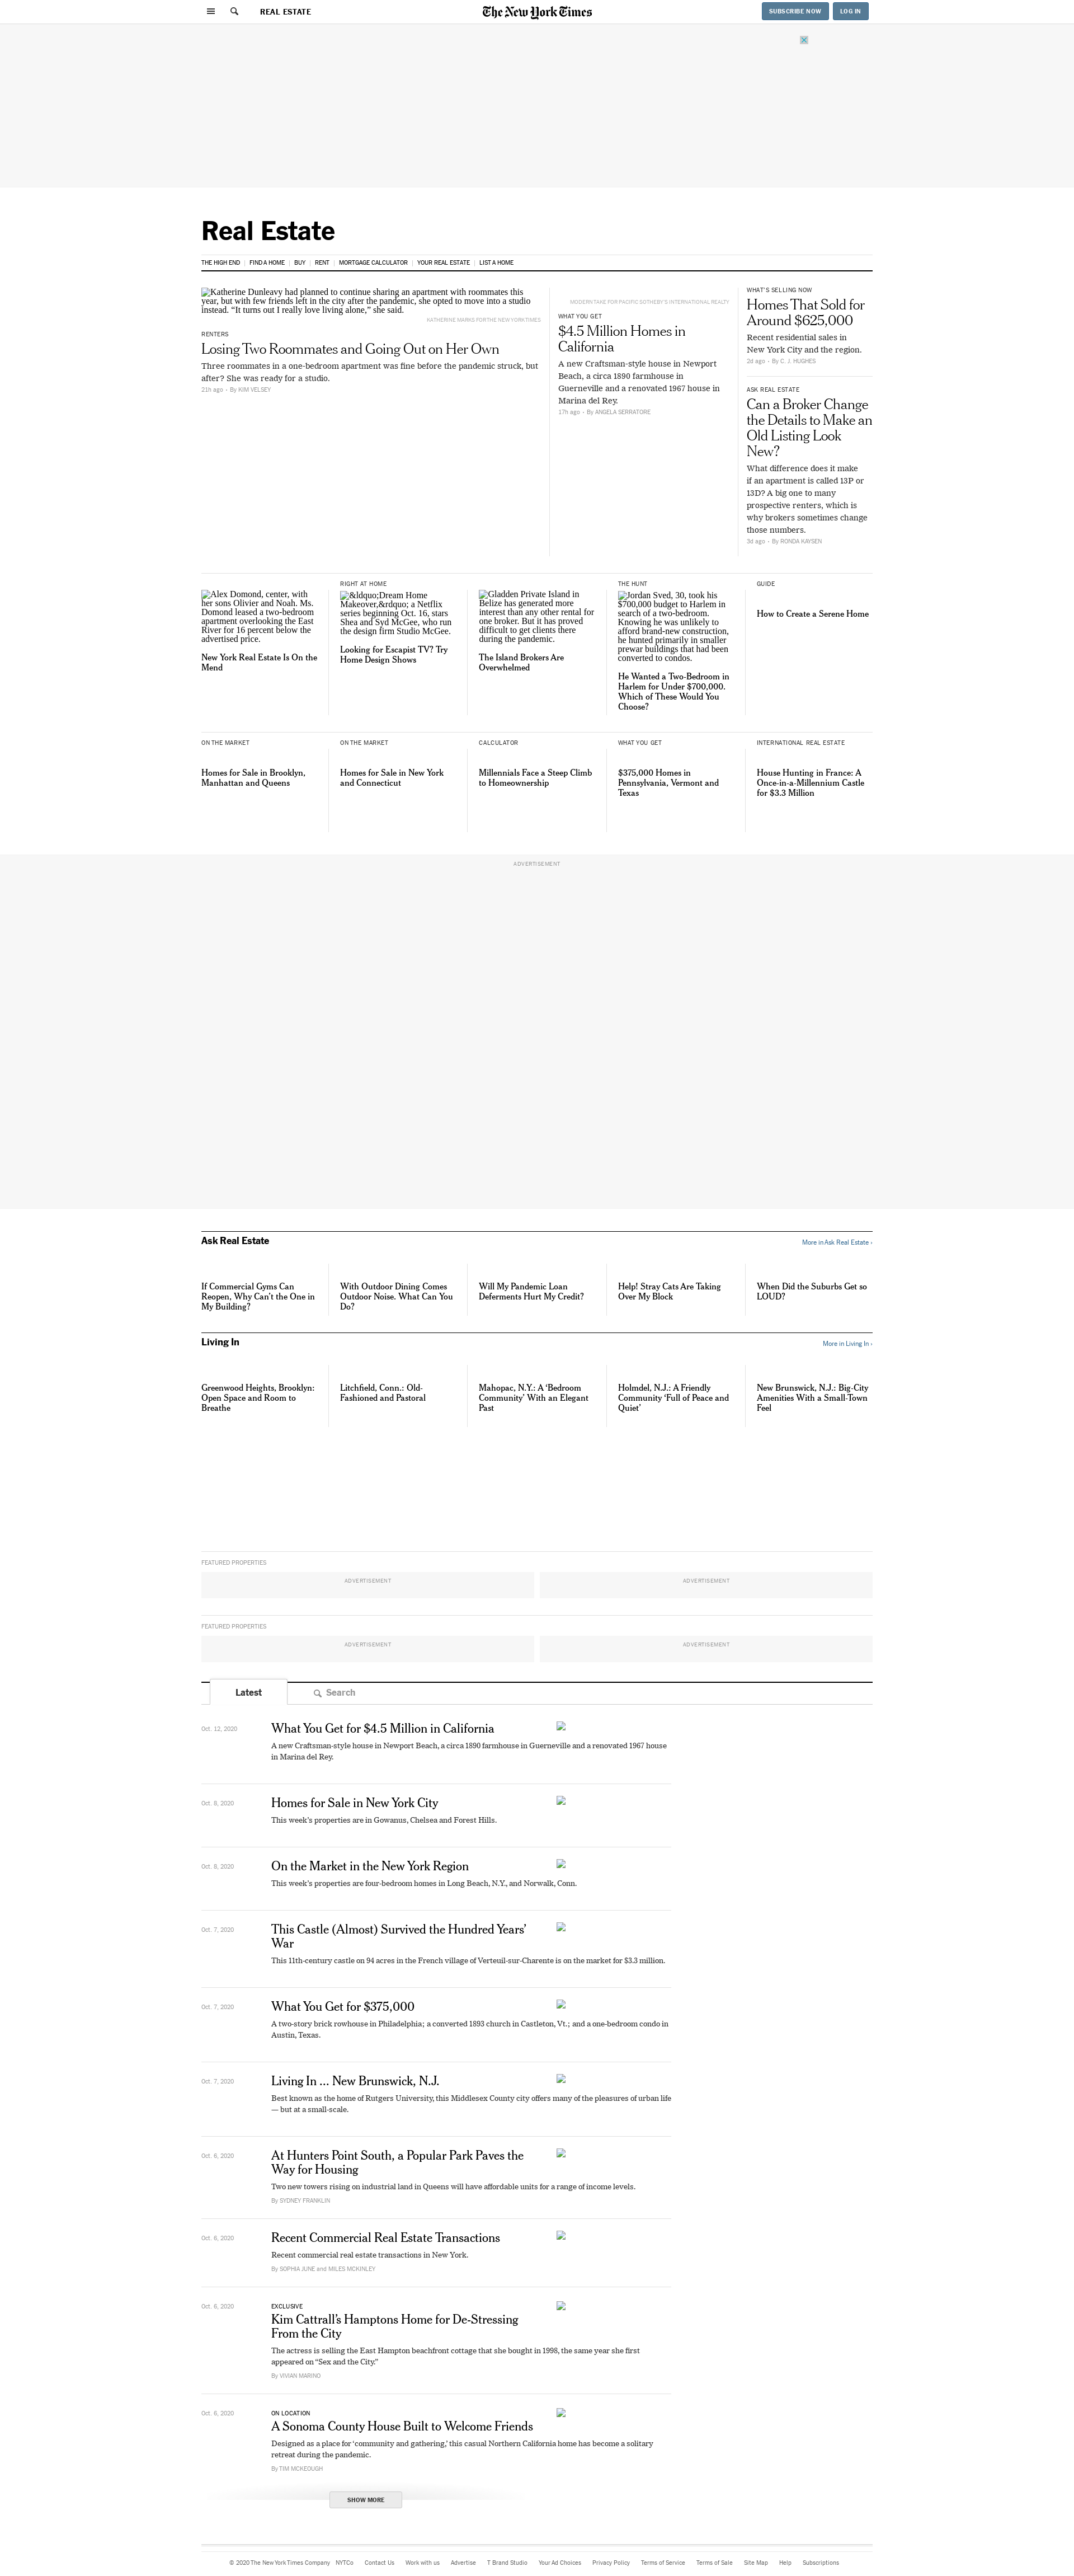 REAL ESTATE
The New York Times
SUBSCRIBE NOW
LOG IN
Real Estate
THE HIGH END
FIND A HOME
BUY
RENT
MORTGAGE CALCULATOR
YOUR REAL ESTATE
LIST A HOME
Katherine Dunleavy had planned to continue sharing an apartment with roommates this
year, but with few friends left in the city after the pandemic, she opted to move into a studio
instead. “It turns out I really love living alone,” she said.
KATHERINE MARKS FOR THE NEW YORK TIMES
RENTERS
Losing Two Roommates and Going Out on Her Own
Three roommates in a one-bedroom apartment was fine before the pandemic struck, but
after? She was ready for a studio.
21h ago - By KIM VELSEY
MODERN TAKE FOR PACIFIC SOTHEBY'S INTERNATIONAL REALTY
WHAT YOU GET
$4.5 Million Homes in
California
A new Craftsman-style house in Newport
Beach, a circa 1890 farmhouse in
Guerneville and a renovated 1967 house in
Marina del Rey.
17h ago - By ANGELA SERRATORE
WHAT'S SELLING NOW
Homes That Sold for
Around $625,000
Recent residential sales in
New York City and the region.
2d ago - By C. J. HUGHES
ASK REAL ESTATE
Can a Broker Change
the Details to Make an
Old Listing Look
New?
What difference does it make
if an apartment is called 13P or
13D? A big one to many
prospective renters, which is
why brokers sometimes change
those numbers.
3d ago - By RONDA KAYSEN
Alex Domond, center, with
her sons Olivier and Noah. Ms.
Domond leased a two-bedroom
apartment overlooking the East
River for 16 percent below the
advertised price.
New York Real Estate Is On the
Mend
RIGHT AT HOME
&ldquo;Dream Home
Makeover,&rdquo; a Netflix
series beginning Oct. 16, stars
Shea and Syd McGee, who run
the design firm Studio McGee.
Looking for Escapist TV? Try
Home Design Shows
Gladden Private Island in
Belize has generated more
interest than any other rental for
one broker. But it has proved
difficult to get clients there
during the pandemic.
The Island Brokers Are
Overwhelmed
THE HUNT
Jordan Sved, 30, took his
$700,000 budget to Harlem in
search of a two-bedroom.
Knowing he was unlikely to
afford brand-new construction,
he hunted primarily in smaller
prewar buildings that had been
converted to condos.
He Wanted a Two-Bedroom in
Harlem for Under $700,000.
Which of These Would You
Choose?
GUIDE
How to Create a Serene Home
ON THE MARKET
Homes for Sale in Brooklyn,
Manhattan and Queens
ON THE MARKET
Homes for Sale in New York
and Connecticut
CALCULATOR
Millennials Face a Steep Climb
to Homeownership
WHAT YOU GET
$375,000 Homes in
Pennsylvania, Vermont and
Texas
INTERNATIONAL REAL ESTATE
House Hunting in France: A
Once-in-a-Millennium Castle
for $3.3 Million
ADVERTISEMENT
Ask Real Estate
More in Ask Real Estate ›
If Commercial Gyms Can
Reopen, Why Can't the One in
My Building?
With Outdoor Dining Comes
Outdoor Noise. What Can You
Do?
Will My Pandemic Loan
Deferments Hurt My Credit?
Help! Stray Cats Are Taking
Over My Block
When Did the Suburbs Get so
LOUD?
Living In
More in Living In ›
Greenwood Heights, Brooklyn:
Open Space and Room to
Breathe
Litchfield, Conn.: Old-
Fashioned and Pastoral
Mahopac, N.Y.: A ‘Bedroom
Community’ With an Elegant
Past
Holmdel, N.J.: A Friendly
Community ‘Full of Peace and
Quiet’
New Brunswick, N.J.: Big-City
Amenities With a Small-Town
Feel
FEATURED PROPERTIES
ADVERTISEMENT
ADVERTISEMENT
FEATURED PROPERTIES
ADVERTISEMENT
ADVERTISEMENT
Latest
Search
Oct. 12, 2020
What You Get for $4.5 Million in California
A new Craftsman-style house in Newport Beach, a circa 1890 farmhouse in Guerneville and a renovated 1967 house
in Marina del Rey.
Oct. 8, 2020
Homes for Sale in New York City
This week's properties are in Gowanus, Chelsea and Forest Hills.
Oct. 8, 2020
On the Market in the New York Region
This week's properties are four-bedroom homes in Long Beach, N.Y., and Norwalk, Conn.
Oct. 7, 2020
This Castle (Almost) Survived the Hundred Years’
War
This 11th-century castle on 94 acres in the French village of Verteuil-sur-Charente is on the market for $3.3 million.
Oct. 7, 2020
What You Get for $375,000
A two-story brick rowhouse in Philadelphia; a converted 1893 church in Castleton, Vt.; and a one-bedroom condo in
Austin, Texas.
Oct. 7, 2020
Living In ... New Brunswick, N.J.
Best known as the home of Rutgers University, this Middlesex County city offers many of the pleasures of urban life
— but at a small-scale.
Oct. 6, 2020
At Hunters Point South, a Popular Park Paves the
Way for Housing
Two new towers rising on industrial land in Queens will have affordable units for a range of income levels.
By SYDNEY FRANKLIN
Oct. 6, 2020
Recent Commercial Real Estate Transactions
Recent commercial real estate transactions in New York.
By SOPHIA JUNE and MILES MCKINLEY
Oct. 6, 2020
EXCLUSIVE
Kim Cattrall’s Hamptons Home for De-Stressing
From the City
The actress is selling the East Hampton beachfront cottage that she bought in 1998, the same year she first
appeared on “Sex and the City.”
By VIVIAN MARINO
Oct. 6, 2020
ON LOCATION
A Sonoma County House Built to Welcome Friends
Designed as a place for ‘community and gathering,’ this casual Northern California home has become a solitary
retreat during the pandemic.
By TIM MCKEOUGH
SHOW MORE
© 2020 The New York Times Company
NYTCo
Contact Us
Work with us
Advertise
T Brand Studio
Your Ad Choices
Privacy Policy
Terms of Service
Terms of Sale
Site Map
Help
Subscriptions